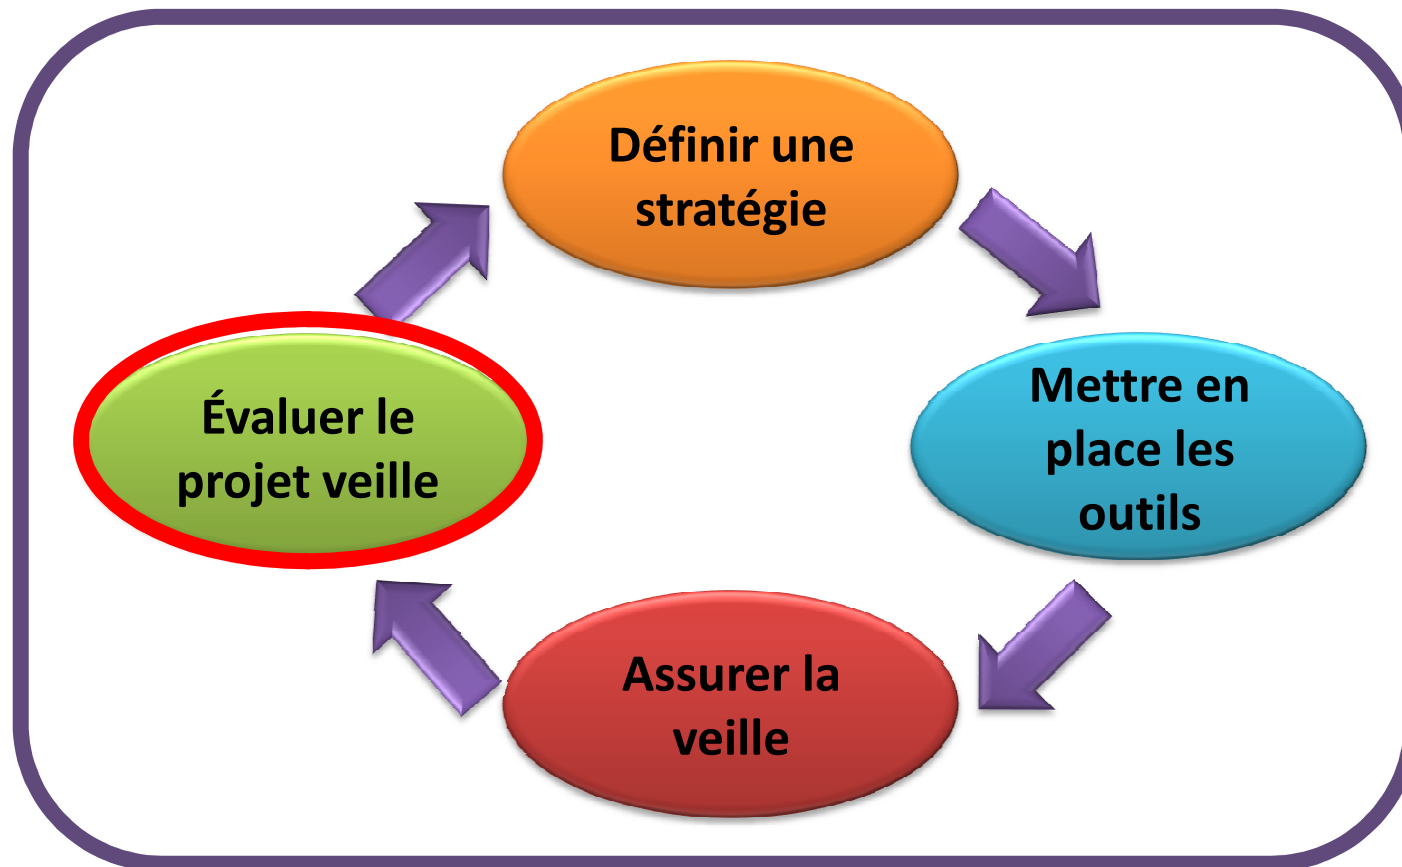 Définir une
stratégie
Mettre en
place les
outils
Assurer la
veille
Évaluer le
projet veille